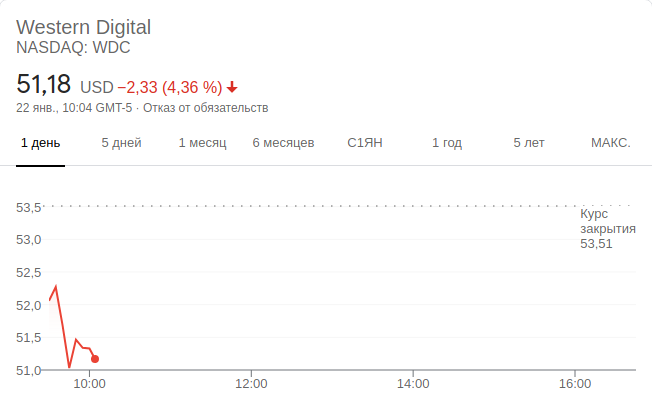 Western Digital
NASDAQ: WDC
51,18 USD −2,33 (4,36 %)
22 янв., 10:04 GMT-5 · Отказ от обязательств
1 день 5 дней 1 месяц 6 месяцев С1ЯН 1 год 5 лет МАКС.
53,5
Курс
закрытия
53,51
53,0
52,5
52,0
51,5
51,0
10:00 12:00 14:00 16:00